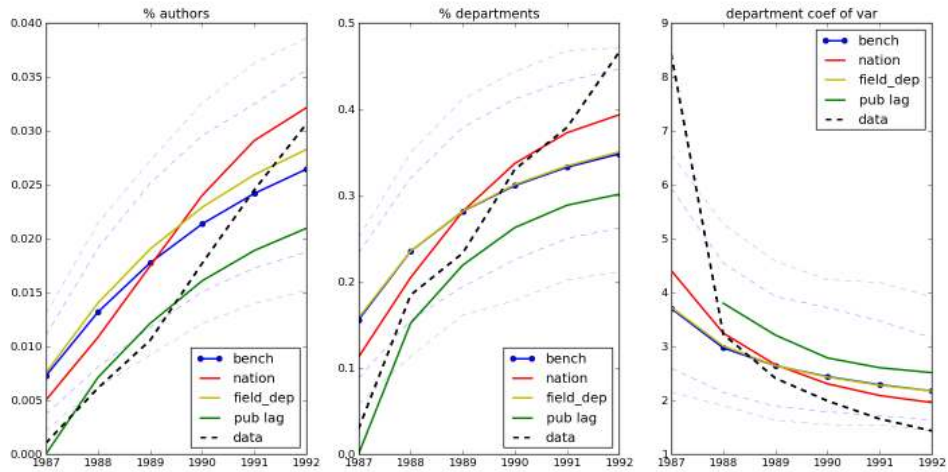 % authors
0.040
0.035
0.030
0.025
0.020
0.015
0.010
0.005
0.000
1987 1988 1989 1990 1991 1992
bench
nation
field_dep
pub lag
data
% departments
0.5
0.4
0.3
0.2
0.1
0.0
1987 1988 1989 1990 1991 1992
bench
nation
field_dep
pub lag
data
department coef of var
9
8
7
6
5
4
3
2
1
1987 1988 1989 1990 1991 1992
bench
nation
field_dep
pub lag
data